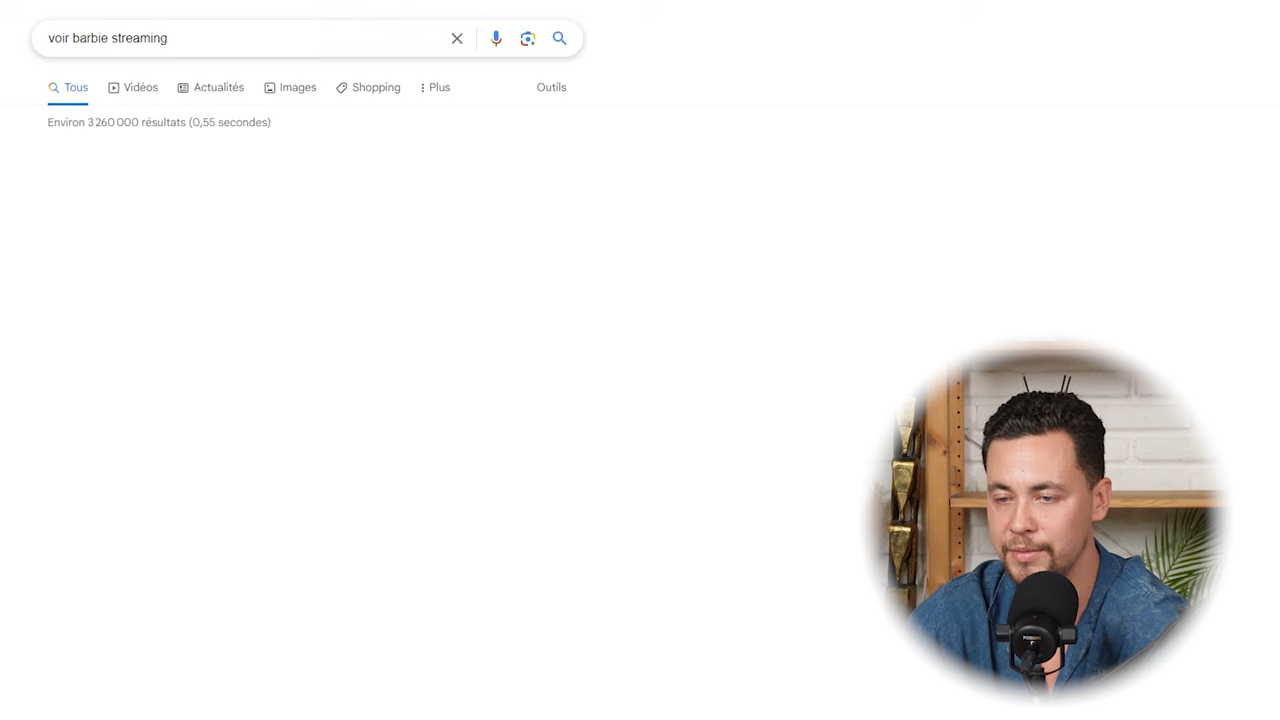 voir barbie streaming
Tous Vidéos Actualités Images Shopping Plus Outils
Environ 3 260 000 résultats (0,55 secondes)